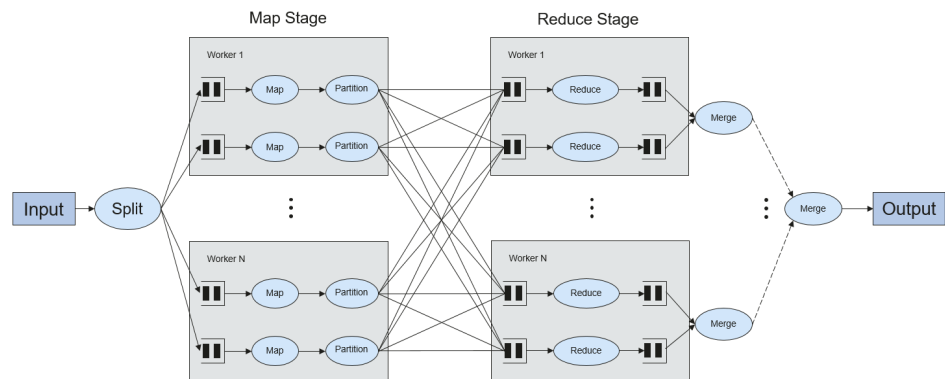 Map Stage
Reduce Stage
Worker 1
Map
Partition
Map
Partition
Worker 1
Reduce
Reduce
Merge
Input
Split
Merge
Output
Worker N
Map
Partition
Map
Partition
Worker N
Reduce
Reduce
Merge